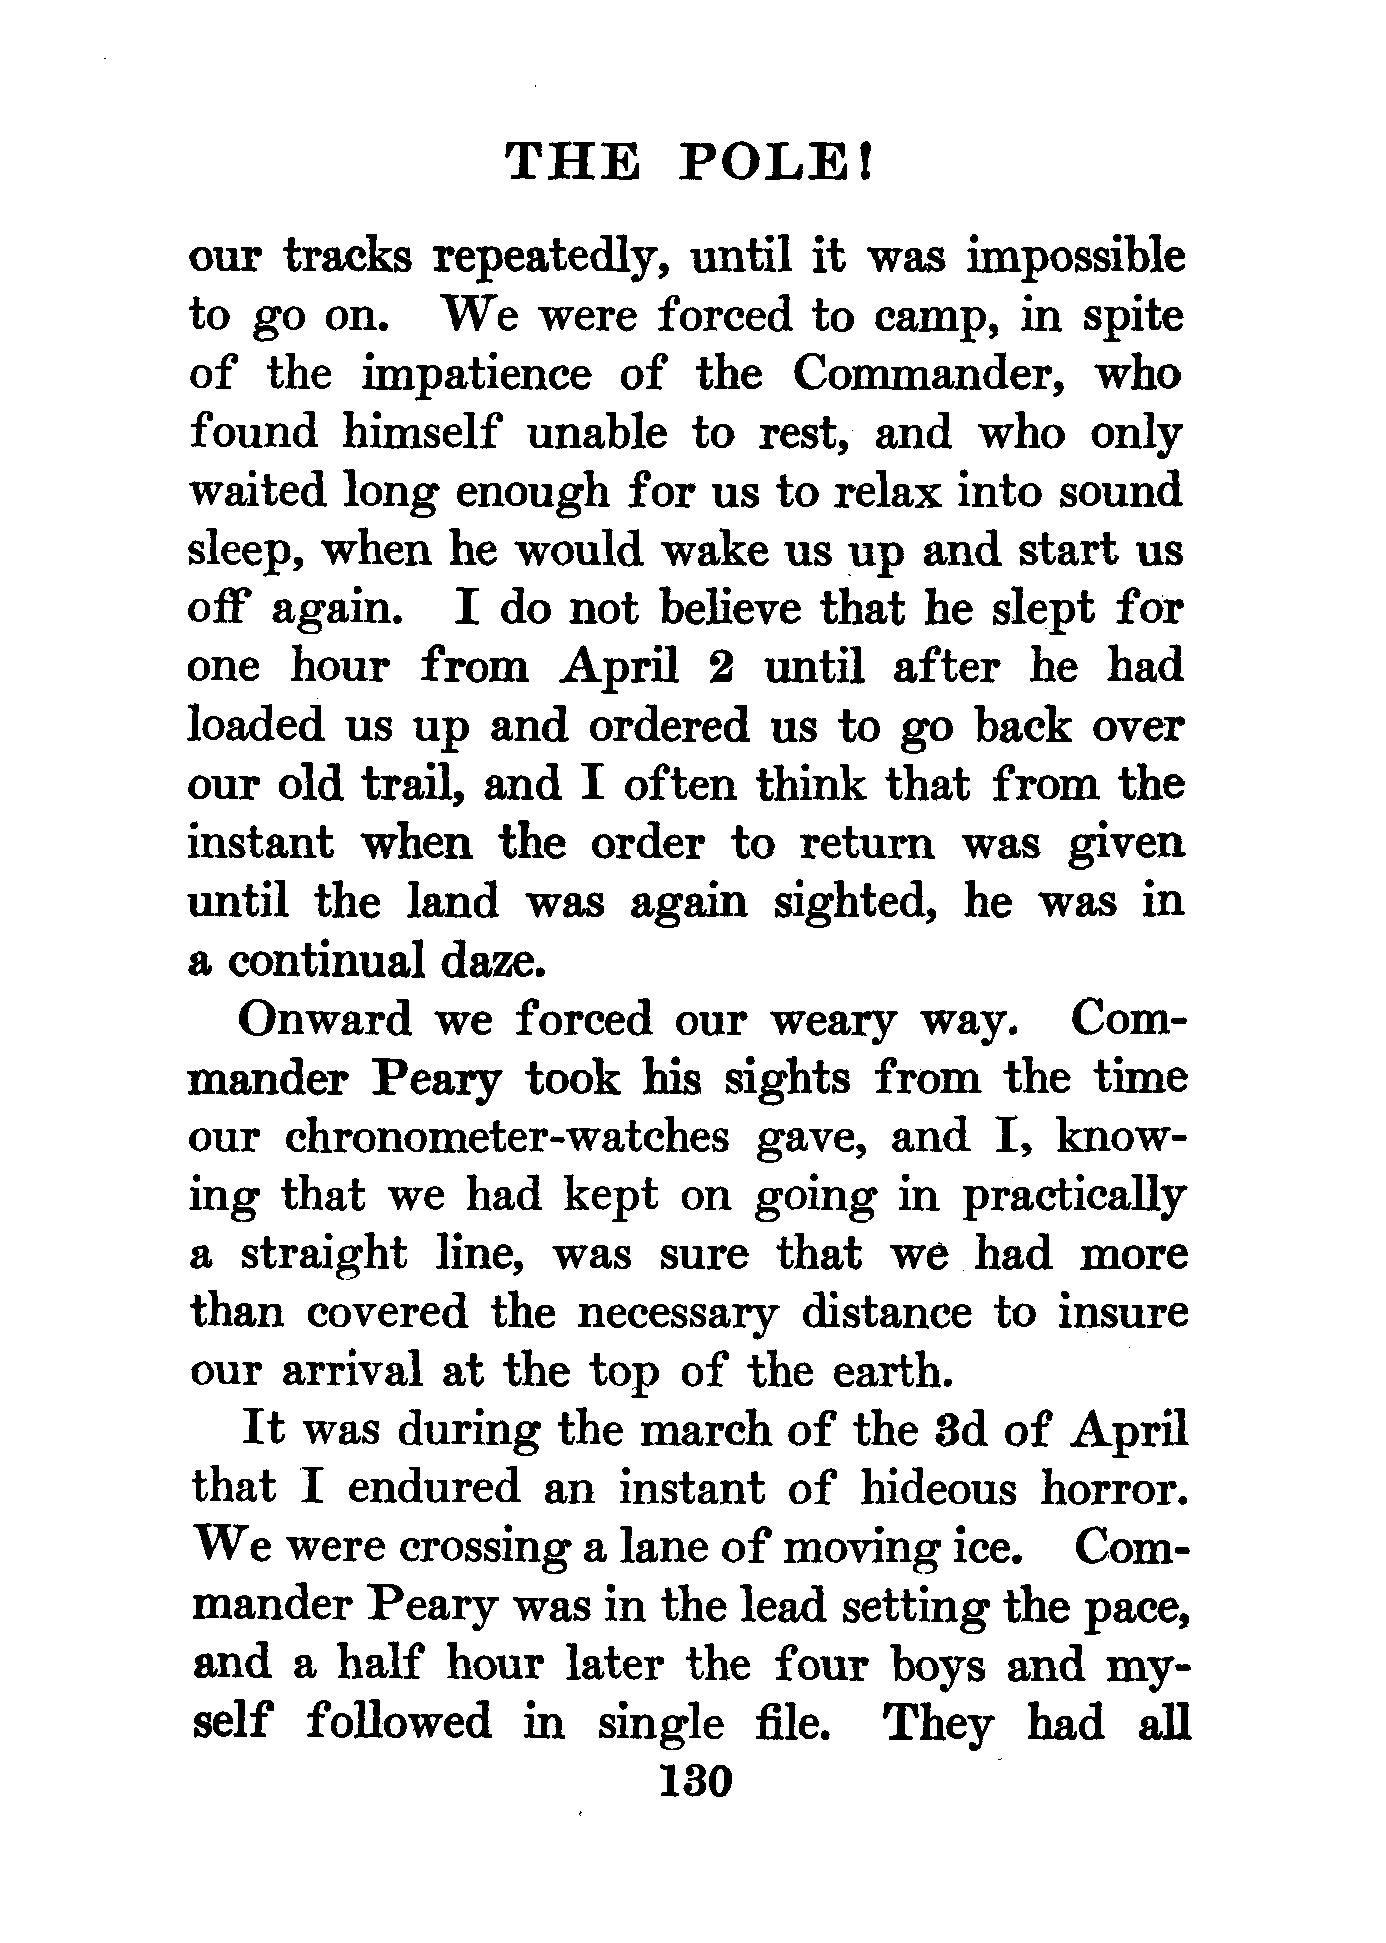 THE POLE!
our tracks repeatedly, until it was impossible
to go on. We were forced to camp, in spite
of the impatience of the Commander, who
found himself unable to rest, and who only
waited long enough for us to relax into sound
sleep, when he would wake us up and start us
off again. I do not believe that he slept for
one hour from April 2 until after he had
loaded us up and ordered us to go back over
our old trail, and I often think that from the
instant when the order to return was given
until the land was again sighted, he was in
a continual daze.
Onward we forced our weary way. Com-
mander Peary took his sights from the time
our chronometer-watches gave, and I, know-
ing that we had kept on going in practically
a straight line, was sure that we had more
than covered the necessary distance to insure
our arrival at the top of the earth.
It was during the march of the 3d of April
that I endured an instant of hideous horror.
We were crossing a lane of moving ice. Com-
mander Peary was in the lead setting the pace,
and a half hour later the four boys and my-
self followed in single file. They had all
130